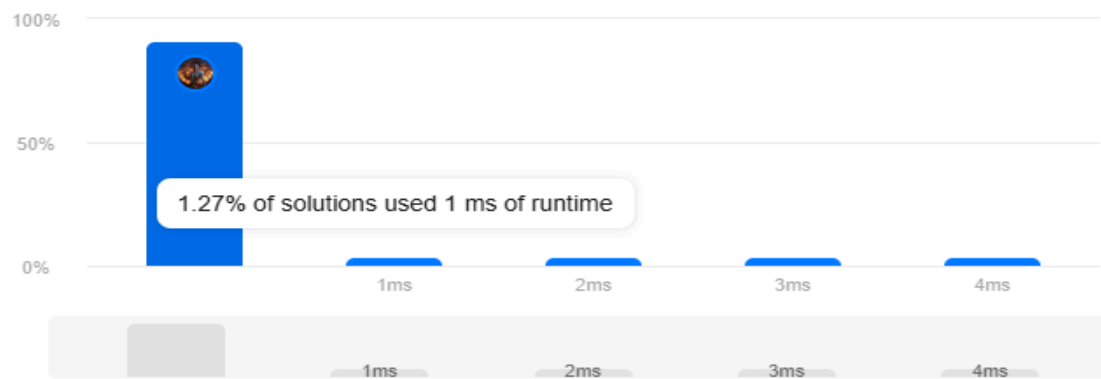 100%
50%
1.27% of solutions used 1 ms of runtime
0%
1ms 2ms 3ms 4ms
1ms 2ms 3ms 4ms